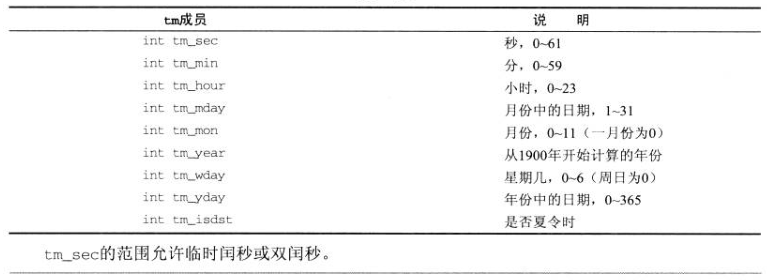 tm成员 说 明
int tm_sec 秒，0~61
int tm_min 分，0~59
int tm_hour 小时，0~23
int tm_mday 月份中的日期，1~31
int tm_mon 月份，0~11（一月份为0）
int tm_year 从1900年开始计算的年份
int tm_wday 星期几，0~6（周日为0）
int tm_yday 年份中的日期，0~365
int tm_isdst 是否夏令时
tm_sec的范围允许临时闰秒或双闰秒。